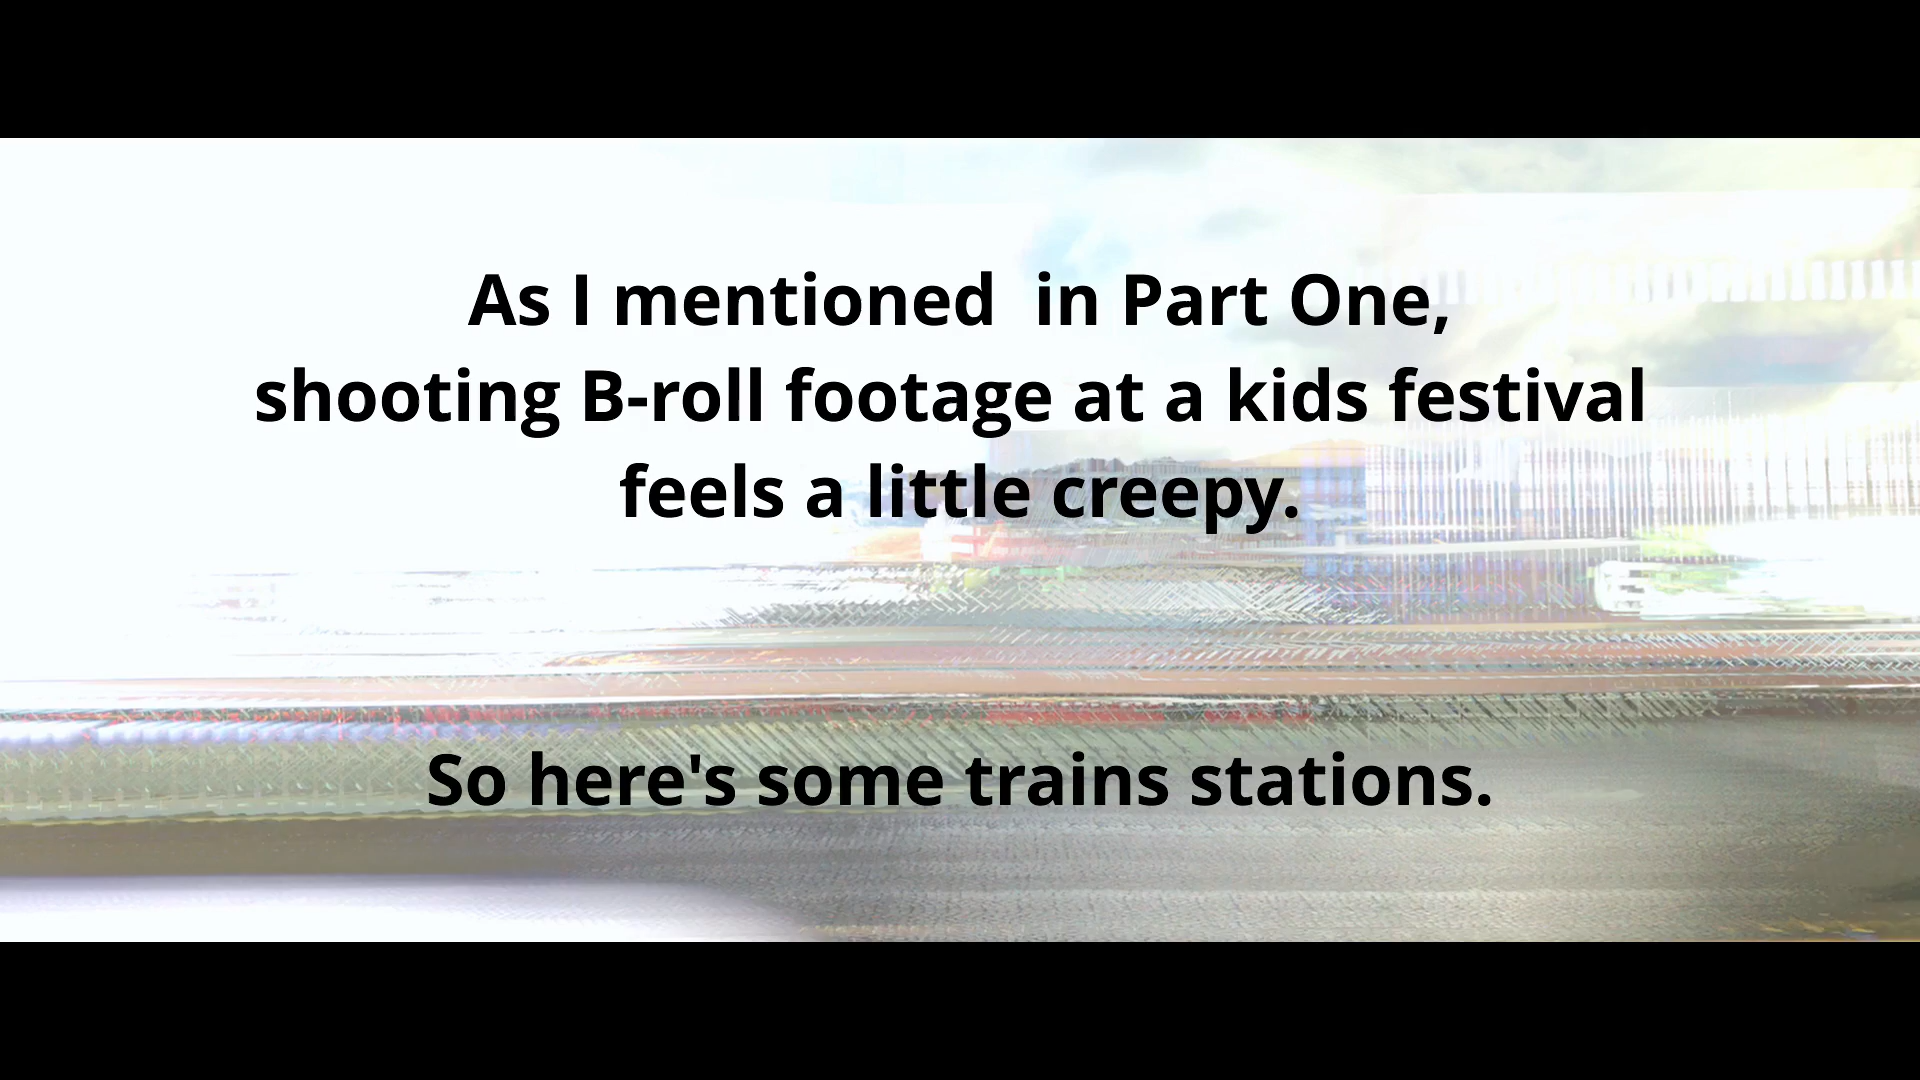 As I mentioned  in Part One,
shooting B-roll footage at a kids festival
feels a little creepy.
So here's some trains stations.